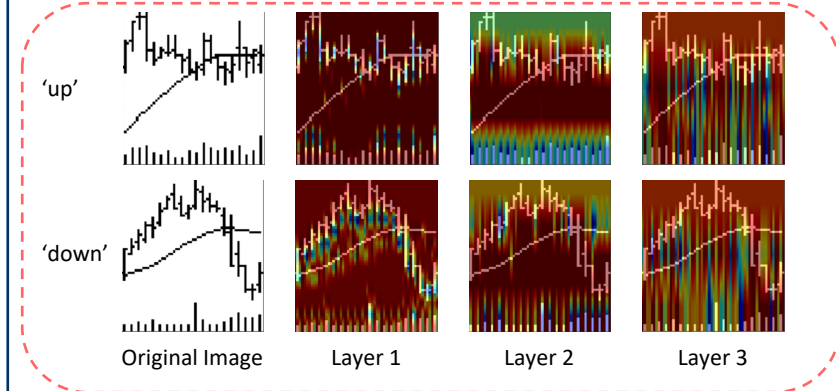 ‘up’
‘down’
Original Image
Layer 1
Layer 2
Layer 3